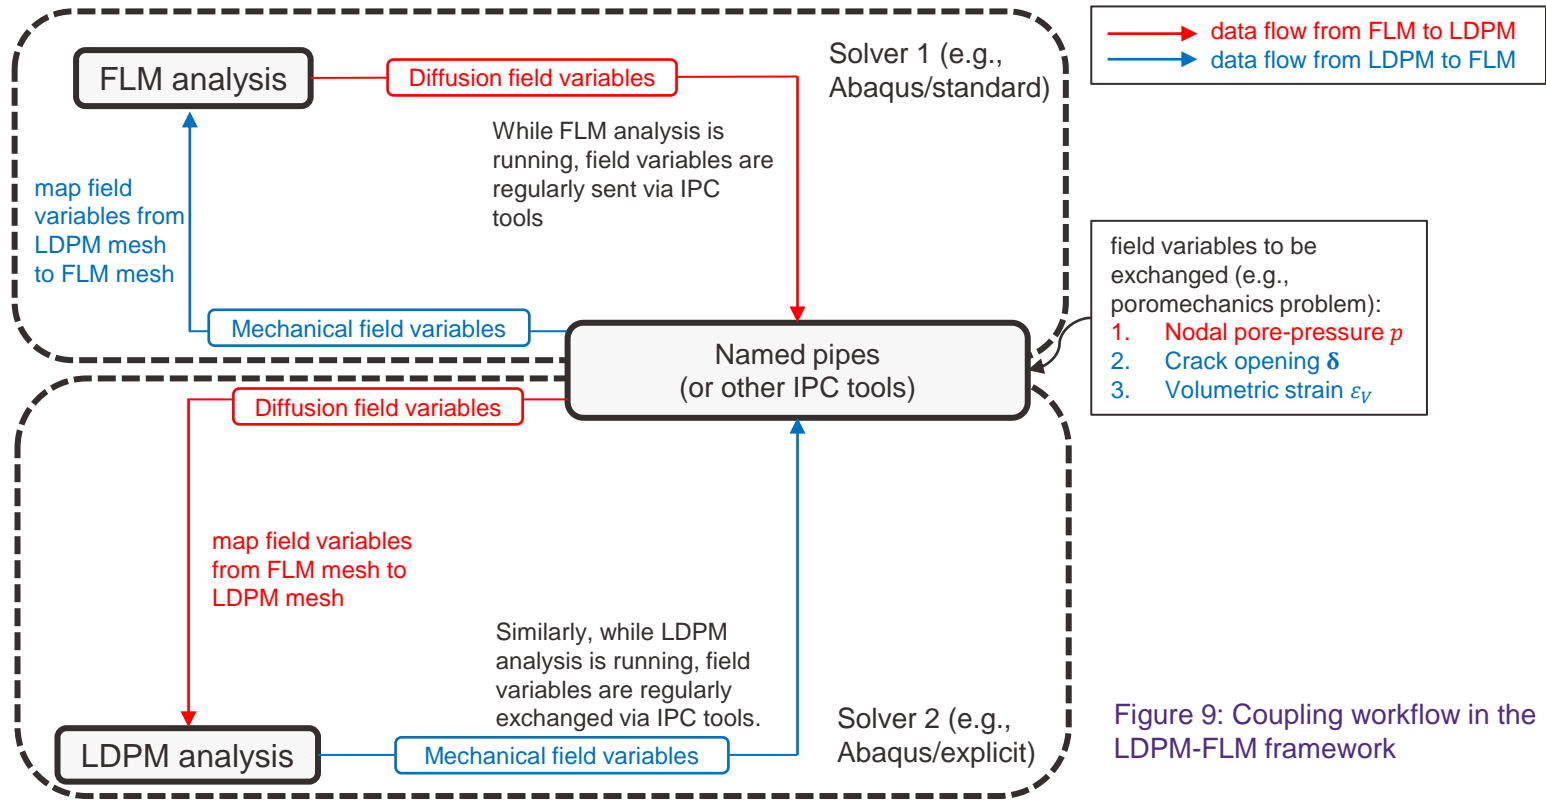 FLM analysis
Diffusion field variables
Solver 1 (e.g.,
Abaqus/standard)
data flow from FLM to LDPM
data flow from LDPM to FLM
While FLM analysis is
running, field variables are
regularly sent via IPC
tools
map field
variables from
LDPM mesh
to FLM mesh
Mechanical field variables
field variables to be
exchanged (e.g.,
poromechanics problem):
1. Nodal pore-pressure p
2. Crack opening δ
3. Volumetric strain ε_V
Named pipes
(or other IPC tools)
Diffusion field variables
map field variables
from FLM mesh to
LDPM mesh
Similarly, while LDPM
analysis is running, field
variables are regularly
exchanged via IPC tools.
LDPM analysis
Mechanical field variables
Solver 2 (e.g.,
Abaqus/explicit)
Figure 9: Coupling workflow in the
LDPM-FLM framework